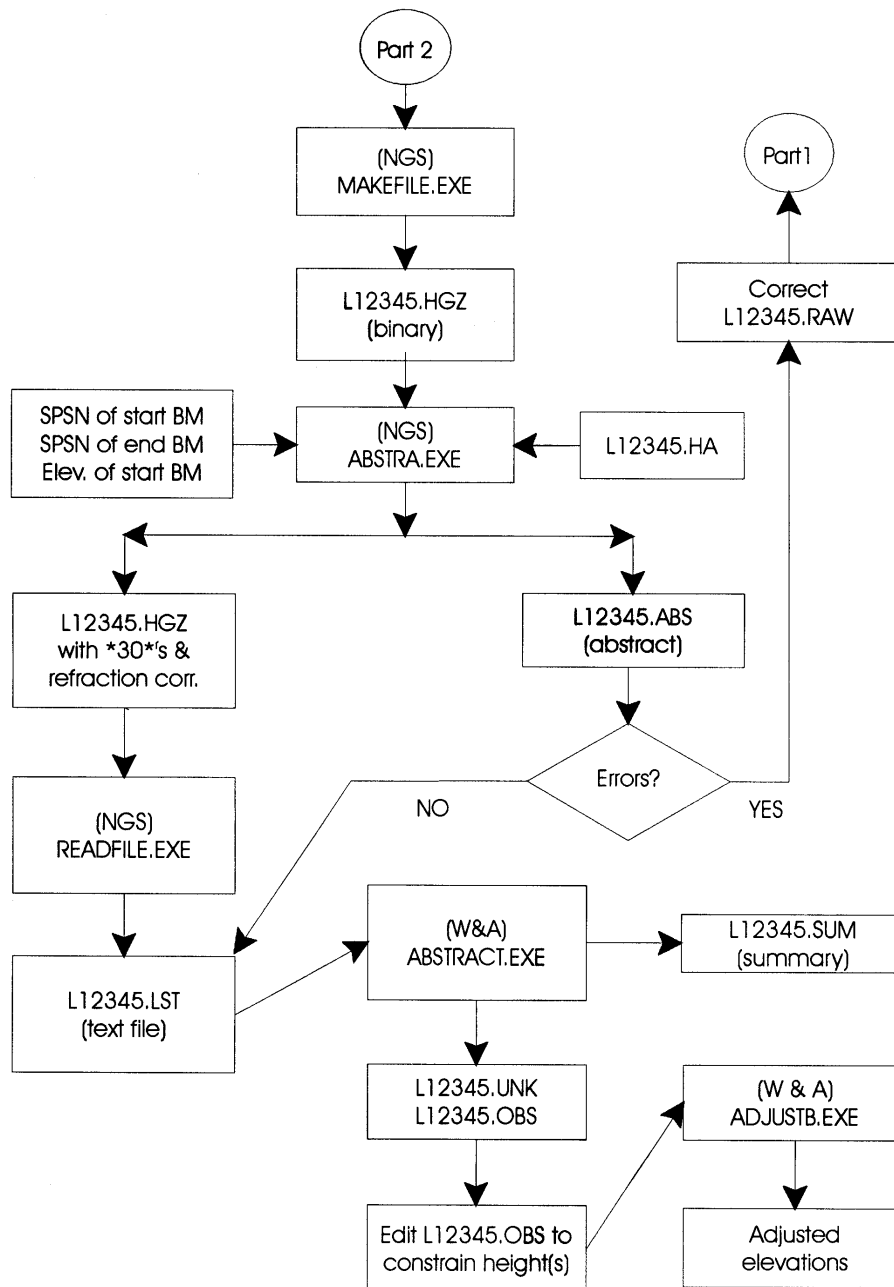 Part 2
(NGS)
MAKEFILE.EXE
Part1
L12345.HGZ
(binary)
Correct
L12345.RAW
SPSN of start BM
SPSN of end BM
Elev. of start BM
(NGS)
ABSTRA.EXE
L12345.HA
L12345.HGZ
with *30*'s &
refraction corr.
L12345.ABS
(abstract)
Errors?
NO
YES
(NGS)
READFILE.EXE
(W&A)
ABSTRACT.EXE
L12345.SUM
(summary)
L12345.LST
(text file)
L12345.UNK
L12345.OBS
(W & A)
ADJUSTB.EXE
Edit L12345.OBS to
constrain height(s)
Adjusted
elevations